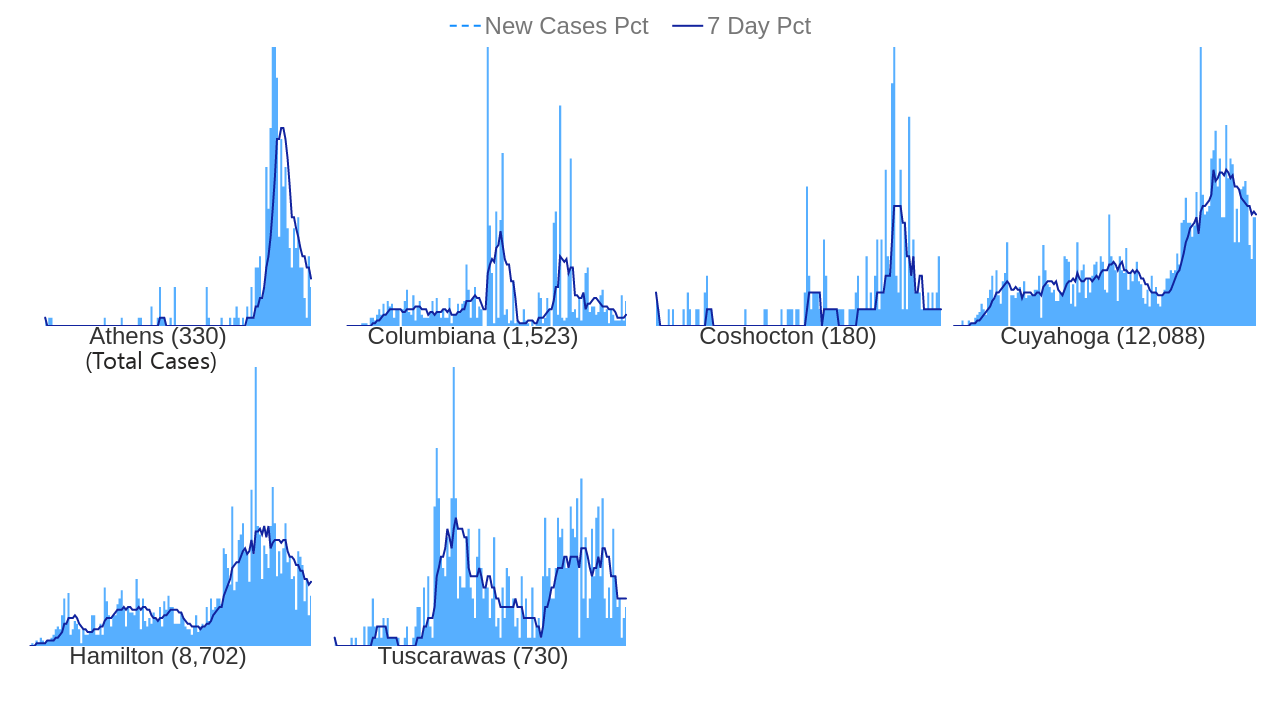 New Cases Pct 7 Day Pct
Athens (330) Columbiana (1,523) Coshocton (180) Cuyahoga (12,088)
(Total Cases)
Hamilton (8,702) Tuscarawas (730)